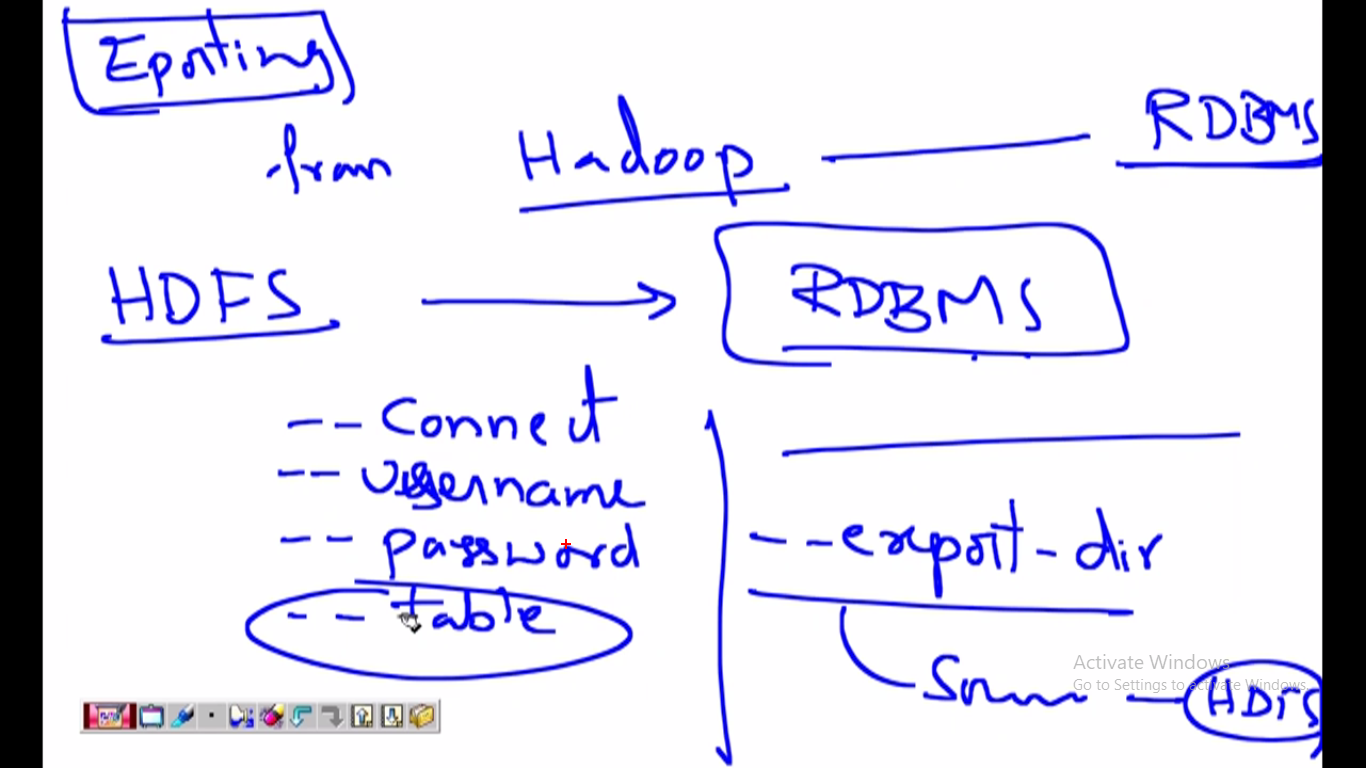 Eporting
from Hadoop RDBMS
HDFS RDBMS
-- Connect
-- Username
-- password
-- table
--export-dir
HDFS
Activate Windows
Go to Settings to activate Windows.